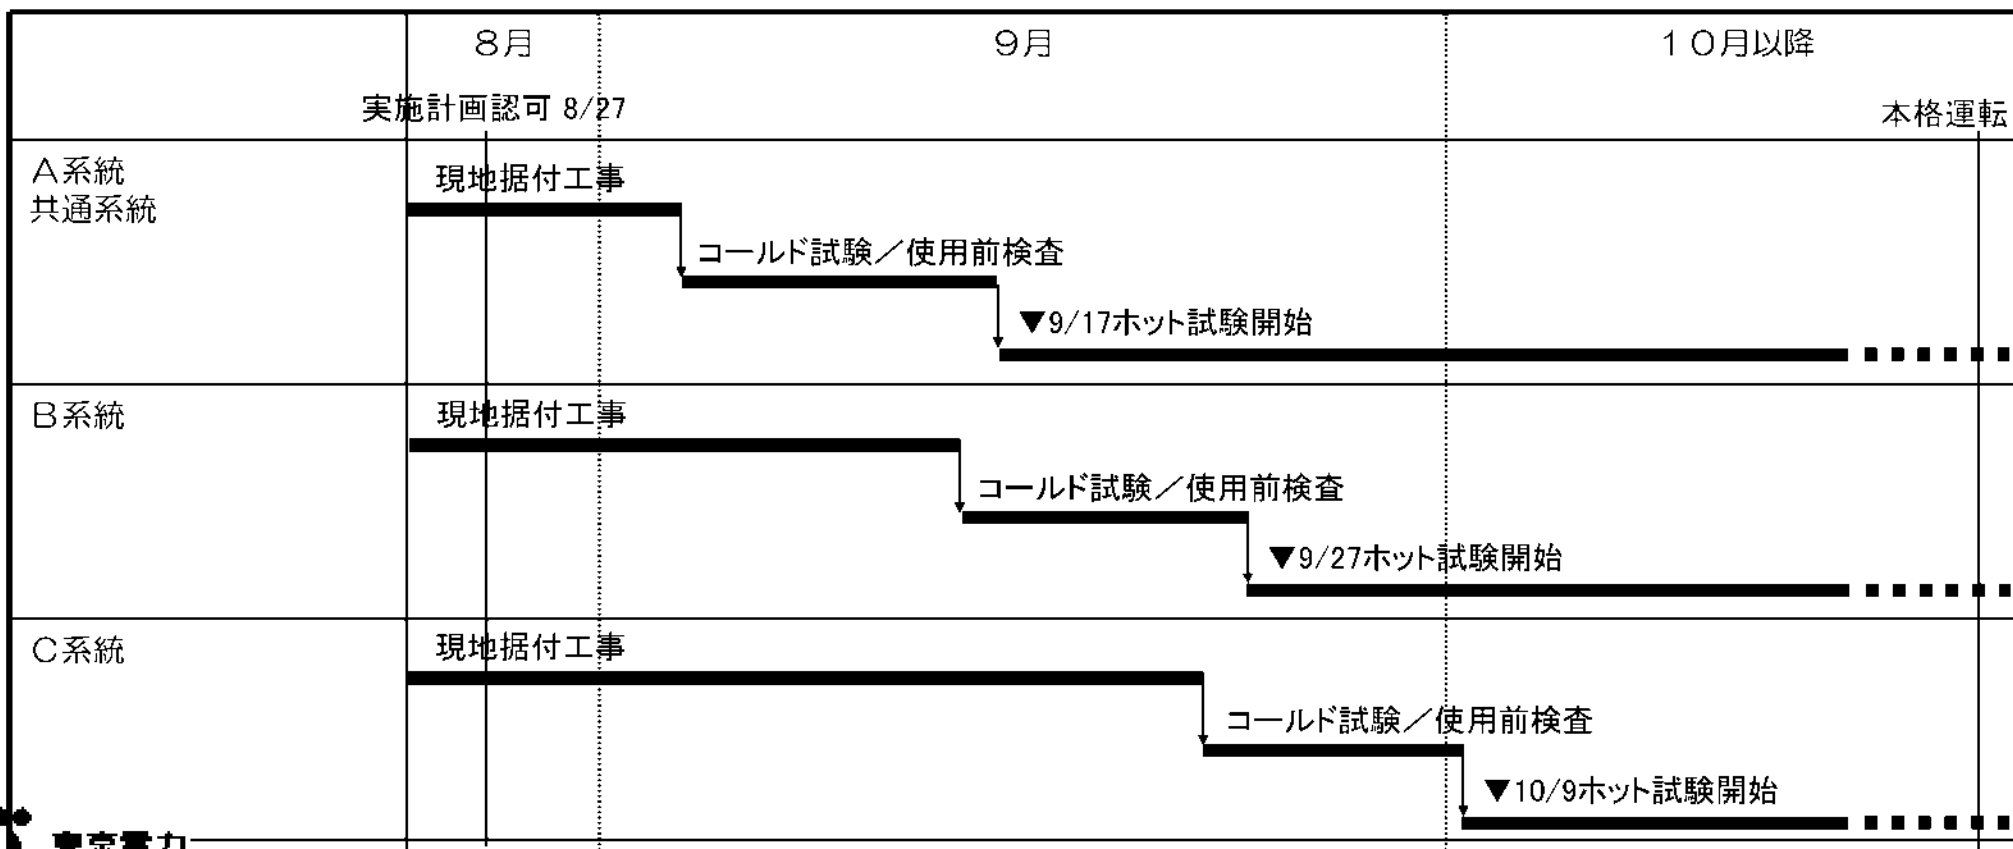 8月
9月
10月以降
実施計画認可 8/27
本格運転
A系統
共通系統
現地据付工事
コールド試験／使用前検査
▼9/17ホット試験開始
B系統
現地据付工事
コールド試験／使用前検査
▼9/27ホット試験開始
C系統
現地据付工事
コールド試験／使用前検査
▼10/9ホット試験開始
東京電力